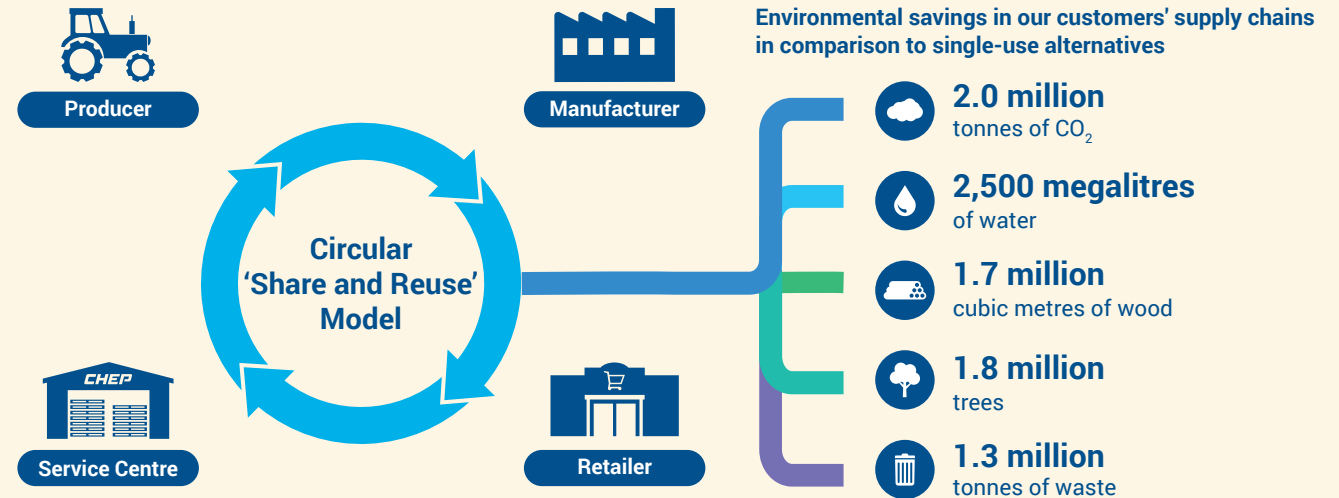 Producer
Manufacturer
Circular
‘Share and Reuse’
Model
CHEP
Service Centre
Retailer
Environmental savings in our customers' supply chains
in comparison to single-use alternatives
2.0 million
tonnes of CO₂
2,500 megalitres
of water
1.7 million
cubic metres of wood
1.8 million
trees
1.3 million
tonnes of waste